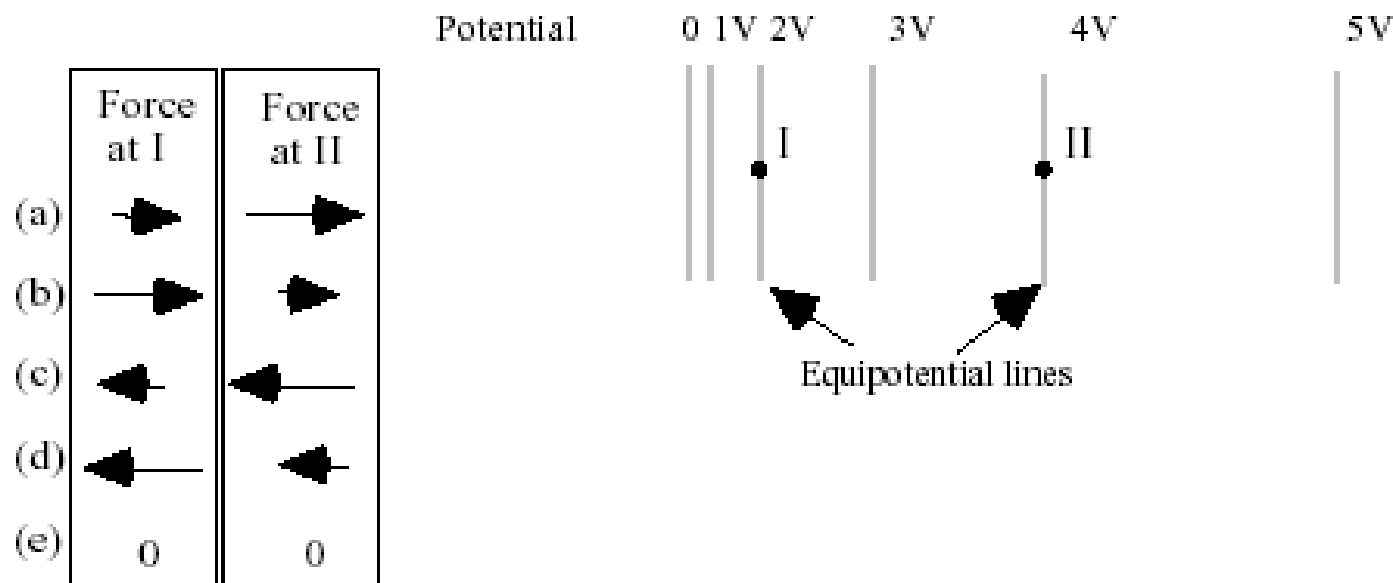 Potential 0 1V 2V 3V 4V 5V
Force at I
Force at II
I
II
(a)
(b)
(c)
(d)
(e) 0 0
Equipotential lines